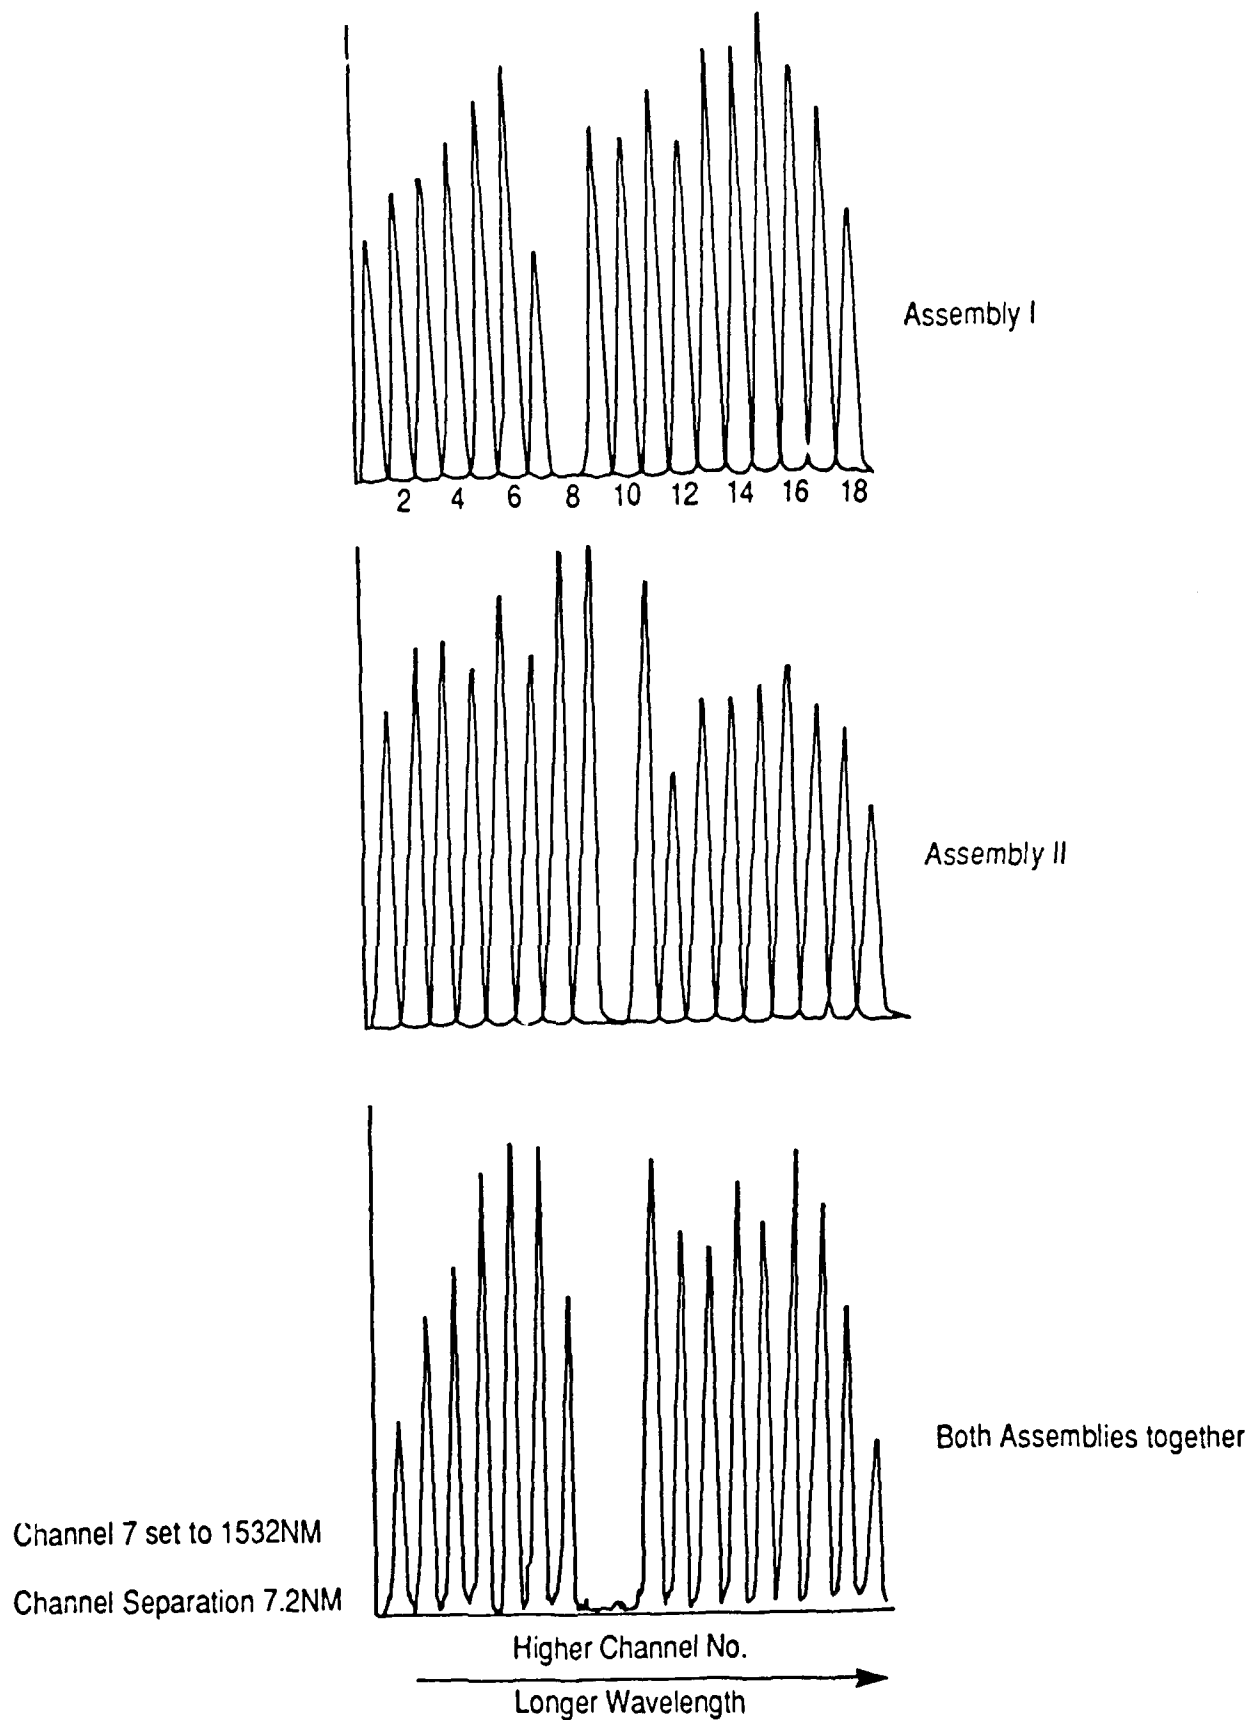 Assembly I
2 4 6 8 10 12 14 16 18
Assembly II
Both Assemblies together
Channel 7 set to 1532NM
Channel Separation 7.2NM
Higher Channel No.
Longer Wavelength